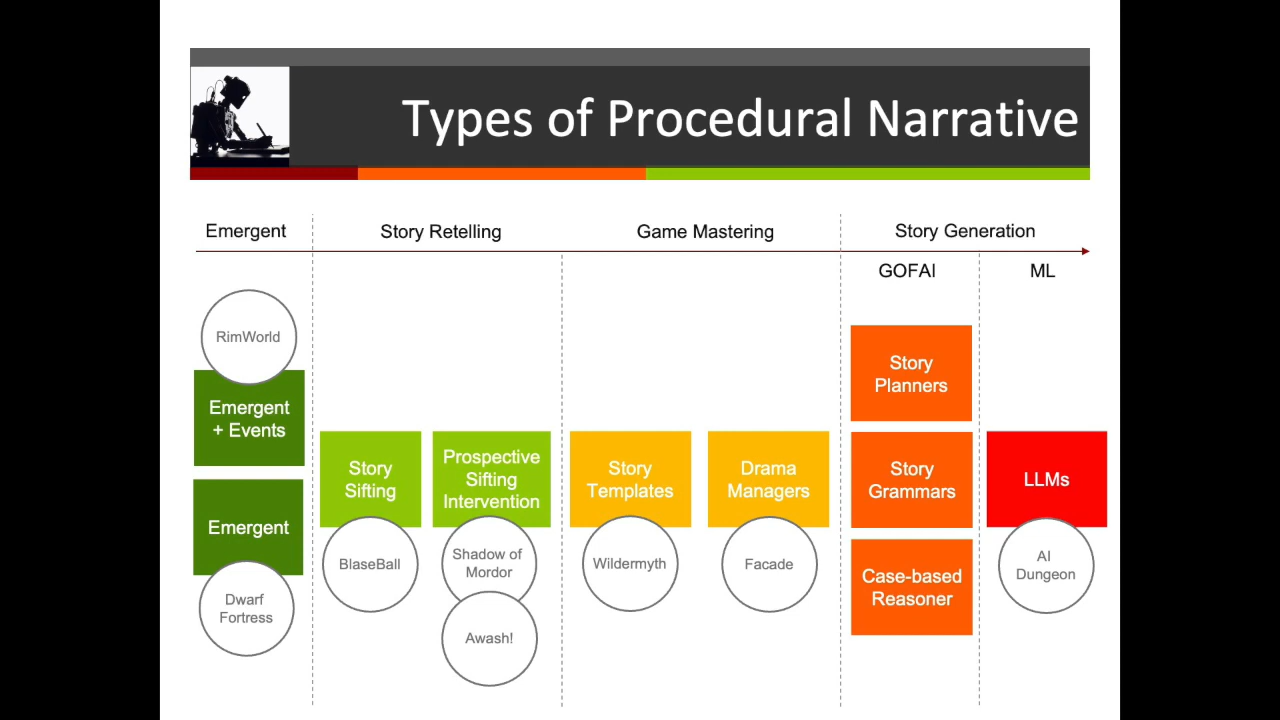 Types of Procedural Narrative
Emergent
Story Retelling
Game Mastering
Story Generation
GOFAI
ML
RimWorld
Emergent
+ Events
Emergent
Dwarf
Fortress
Story
Sifting
BlaseBall
Prospective
Sifting
Intervention
Shadow of
Mordor
Awash!
Story
Templates
Wildermyth
Drama
Managers
Facade
Story
Planners
Story
Grammars
Case-based
Reasoner
LLMs
AI
Dungeon